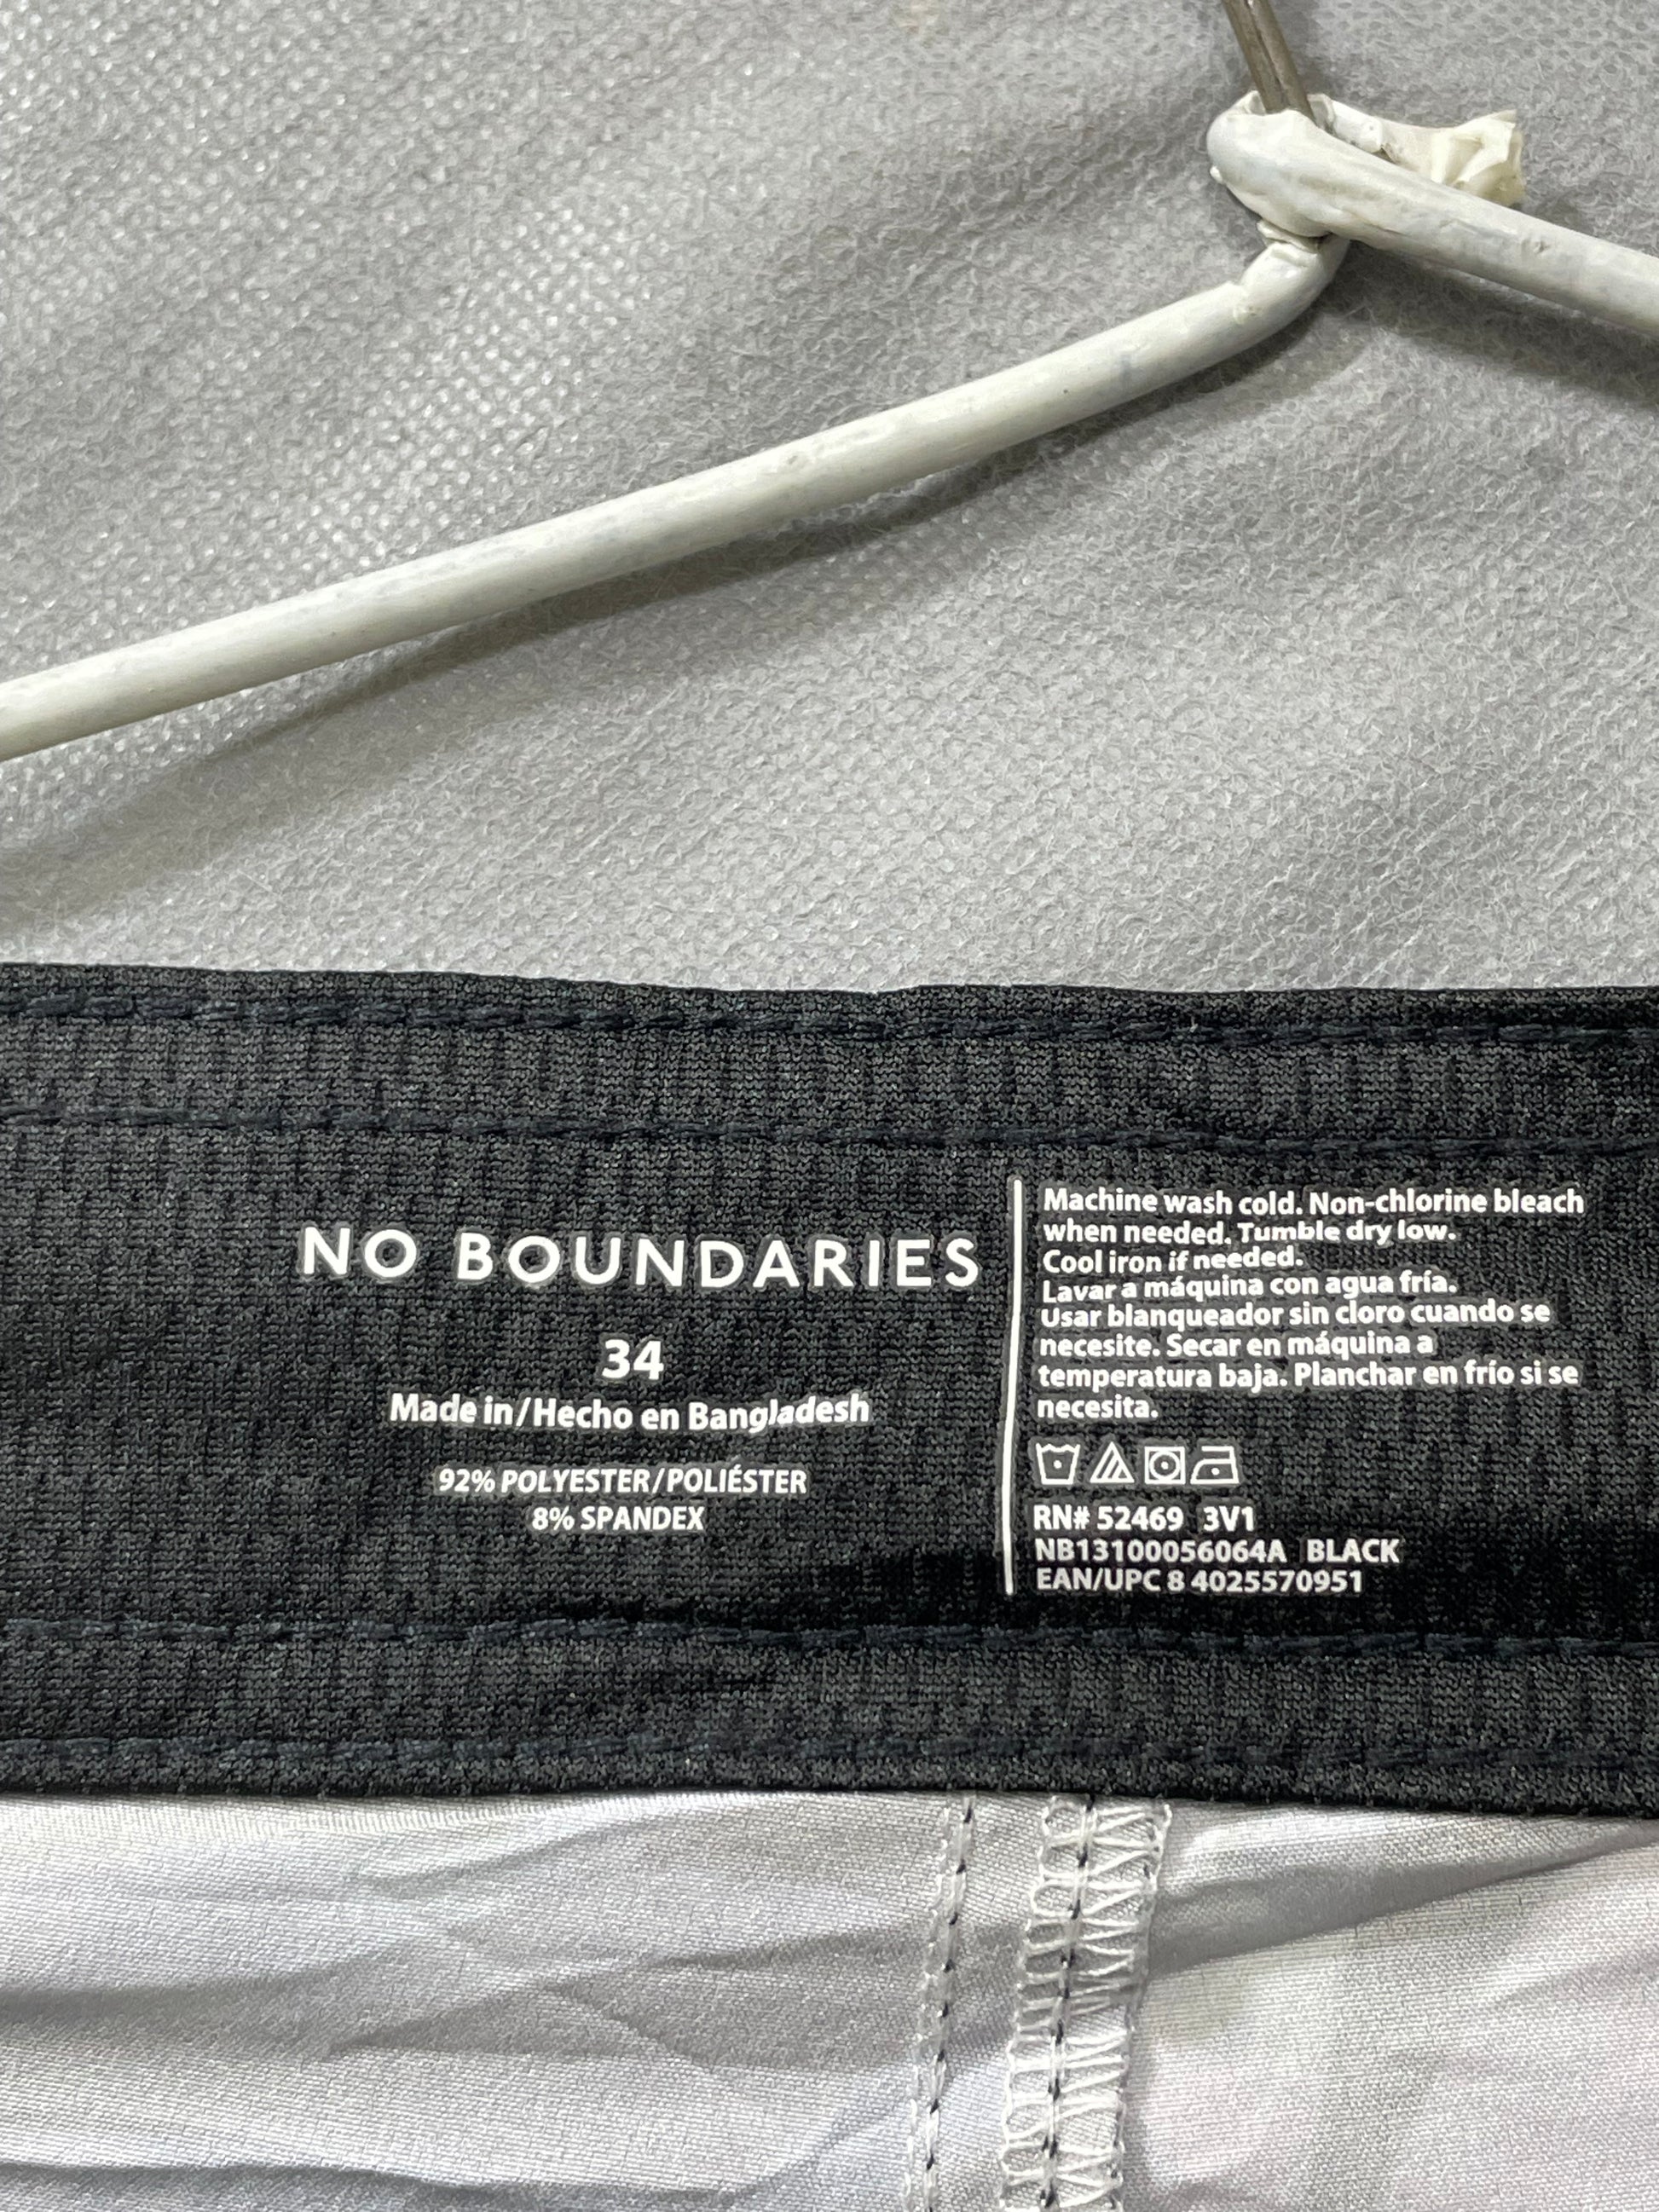 NO BOUNDARIES
34
Made in/Hecho en Bangladesh
92% POLYESTER/POLIÉSTER
8% SPANDEX
Machine wash cold. Non-chlorine bleach
when needed. Tumble dry low.
Cool iron if needed.
Lavar a máquina con agua fría.
Usar blanqueador sin cloro cuando se
necesite. Secar en máquina a
temperatura baja. Planchar en frío si se
necesita.
RN# 52469 3V1
NB13100056064A BLACK
EAN/UPC 8 4025570951